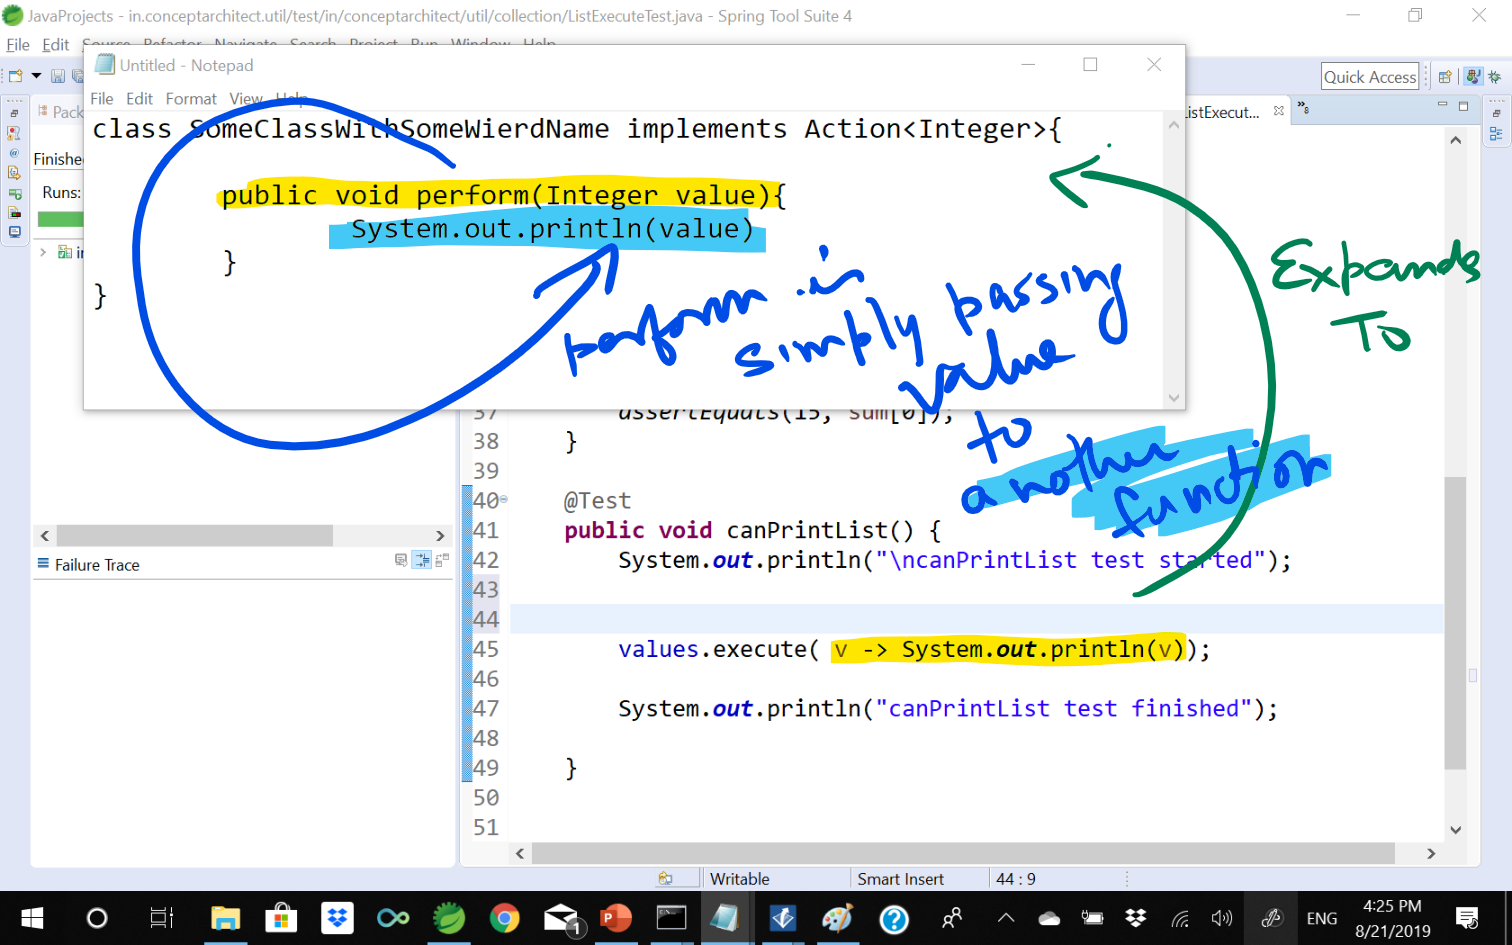 JavaProjects - in.conceptarchitect.util/test/in/conceptarchitect/util/collection/ListExecuteTest.java - Spring Tool Suite 4
File Edit Source Refactor Navigate Search Project Run Window Help
Quick Access
Untitled - Notepad
File Edit Format View Help
class SomeClassWithSomeWierdName implements Action<Integer>{
public void perform(Integer value){
System.out.println(value)
}
}
perform is
simply passing
value
to
another
function
Expands
To
Pack
istExecut...
8
Finishe
Runs:
Failure Trace
37 assertEquals(15, sum[0]);
38 }
39
40 @Test
41 public void canPrintList() {
42 System.out.println("\ncanPrintList test started");
43
44
45 values.execute( v -> System.out.println(v));
46
47 System.out.println("canPrintList test finished");
48
49 }
50
51
Writable Smart Insert 44 : 9
1
ENG
4:25 PM
8/21/2019